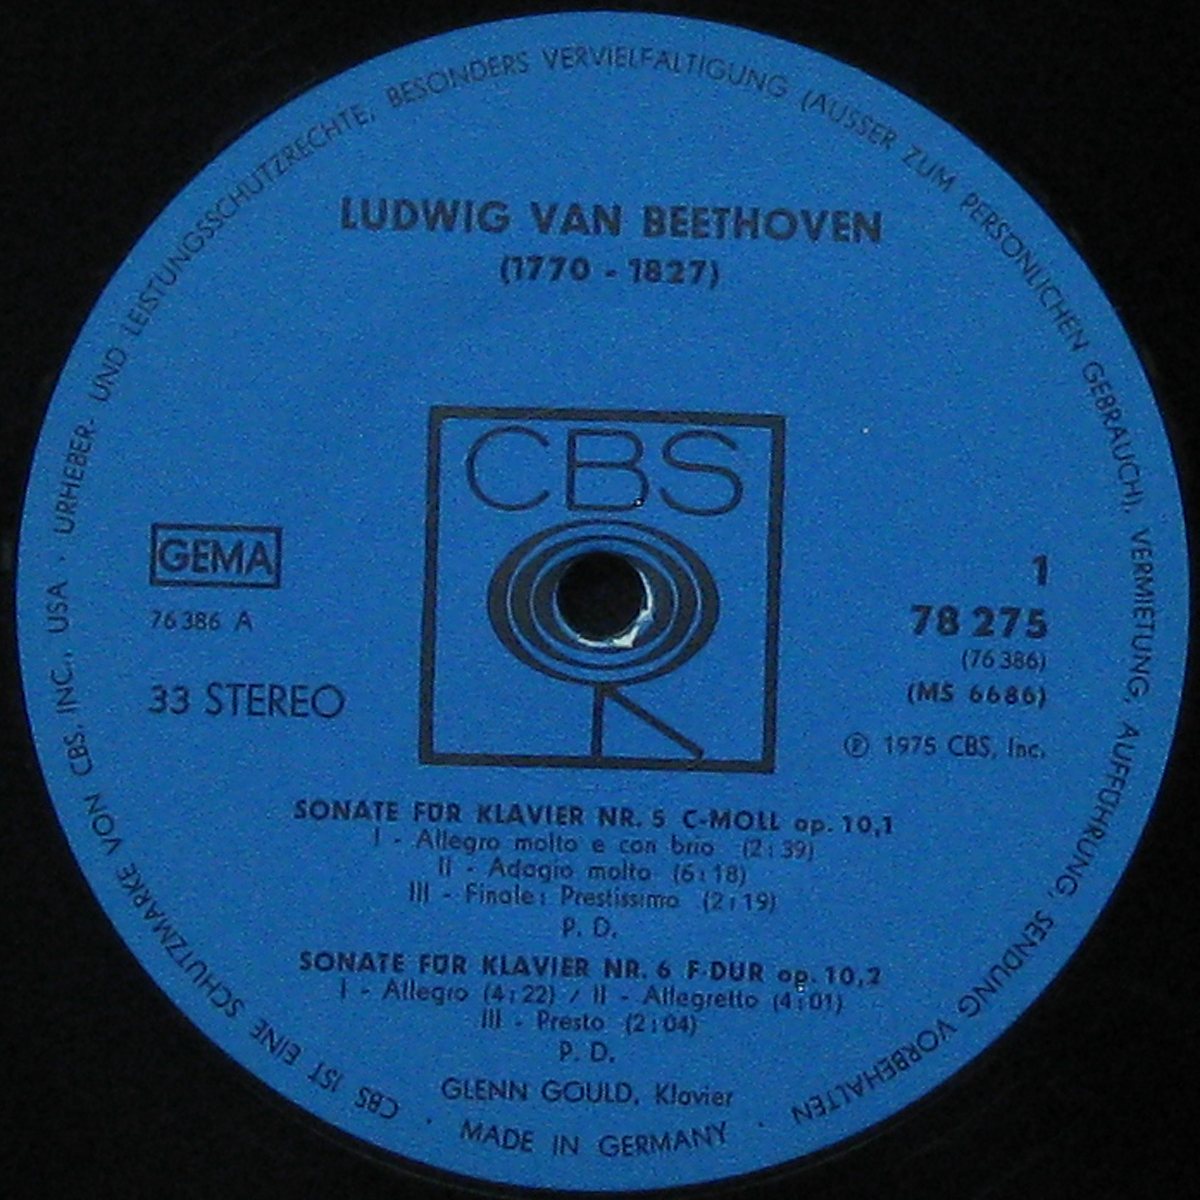 URHEBER- UND LEISTUNGSSCHUTZRECHTE, BESONDERS VERVIELFÄLTIGUNG (AUSSER ZUM PERSÖNLICHEN GEBRAUCH), VERMIETUNG, AUFFÜHRUNG, SENDUNG VORBEHALTEN
LUDWIG VAN BEETHOVEN
(1770 - 1827)
CBS
GEMA
76 386 A
33 STEREO
1
78 275
(76 386)
(MS 6686)
℗ 1975 CBS, Inc.
SONATE FÜR KLAVIER NR. 5 C-MOLL op. 10,1
I - Allegro molto e con brio (2:39)
II - Adagio molto (6:18)
III - Finale: Prestissimo (2:19)
P. D.
SONATE FÜR KLAVIER NR. 6 F-DUR op. 10,2
I - Allegro (4:22) / II - Allegretto (4:01)
III - Presto (2:04)
P. D.
GLENN GOULD, Klavier
· MADE IN GERMANY ·
CBS IST EINE SCHUTZMARKE VON CBS, INC., USA ·